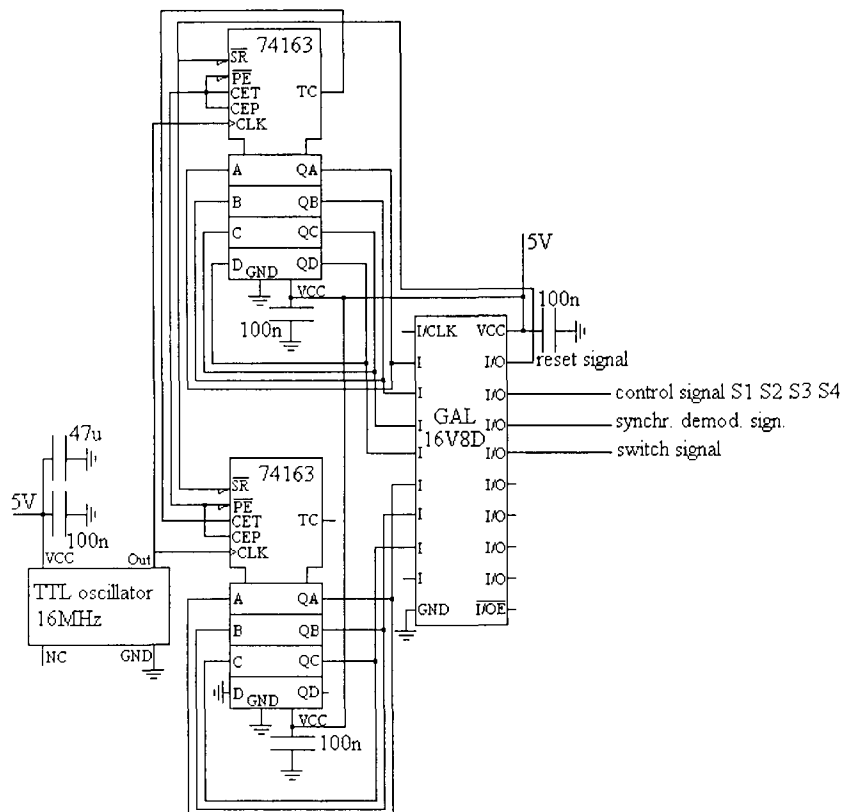 74163
SR
PE
CET
CEP
CLK
TC
A QA
B QB
C QC
D QD
GND
VCC
100n
5V
100n
I/CLK VCC
I I/O
reset signal
I I/O
control signal S1 S2 S3 S4
GAL
16V8D
I I/O
synchr. demod. sign.
I I/O
switch signal
I I/O
I I/O
I I/O
I I/O
GND I/OE
47u
5V
100n
VCC Out
TTL oscillator
16MHz
NC GND
74163
SR
PE
CET
CEP
CLK
TC
A QA
B QB
C QC
D QD
GND
VCC
100n